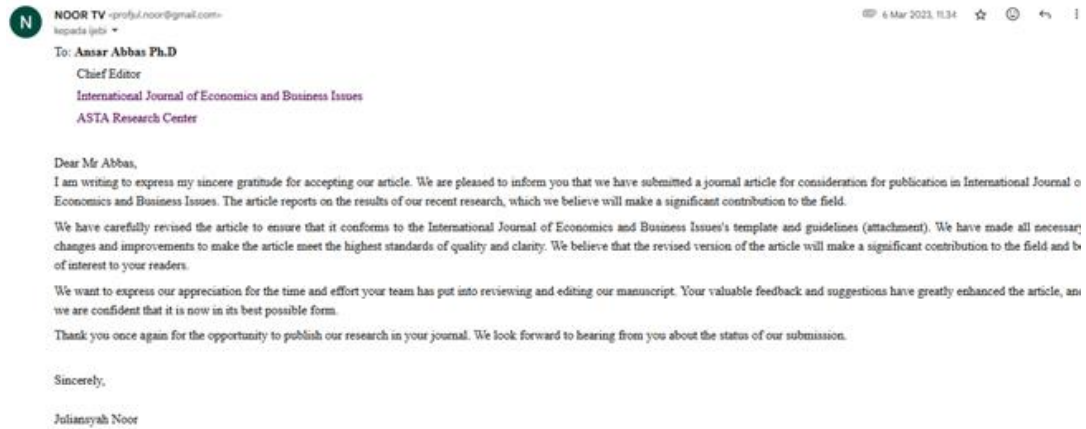 N
NOOR TV <profjul.noor@gmail.com>
6 Mar 2023, 11.34
kepada ijebi
To: Ansar Abbas Ph.D
Chief Editor
International Journal of Economics and Business Issues
ASTA Research Center
Dear Mr Abbas,
I am writing to express my sincere gratitude for accepting our article. We are pleased to inform you that we have submitted a journal article for consideration for publication in International Journal o
Economics and Business Issues. The article reports on the results of our recent research, which we believe will make a significant contribution to the field.
We have carefully revised the article to ensure that it conforms to the International Journal of Economics and Business Issues's template and guidelines (attachment). We have made all necessary
changes and improvements to make the article meet the highest standards of quality and clarity. We believe that the revised version of the article will make a significant contribution to the field and be
of interest to your readers.
We want to express our appreciation for the time and effort your team has put into reviewing and editing our manuscript. Your valuable feedback and suggestions have greatly enhanced the article, and
we are confident that it is now in its best possible form.
Thank you once again for the opportunity to publish our research in your journal. We look forward to hearing from you about the status of our submission.
Sincerely,
Juliansyah Noor